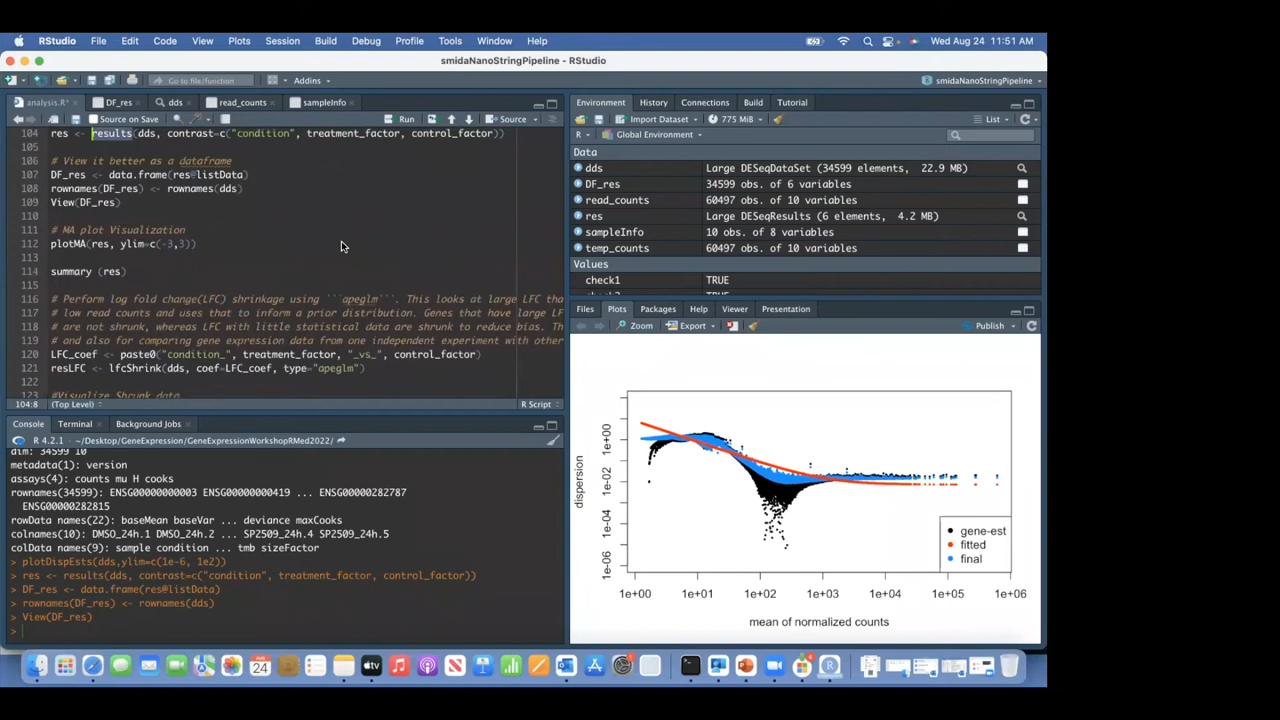 RStudio File Edit Code View Plots Session Build Debug Profile Tools Window Help Wed Aug 24 11:51 AM
smidaNanoStringPipeline - RStudio
Go to file/function Addins smidaNanoStringPipeline
analysis.R* DF_res dds read_counts sampleInfo
Source on Save Run Source
104 res <- results(dds, contrast=c("condition", treatment_factor, control_factor))
105
106 # View it better as a dataframe
107 DF_res <- data.frame(res@listData)
108 rownames(DF_res) <- rownames(dds)
109 View(DF_res)
110
111 # MA plot Visualization
112 plotMA(res, ylim=c(-3,3))
113
114 summary (res)
115
116 # Perform log fold change(LFC) shrinkage using ```apeglm```. This looks at large LFC tha
117 # low read counts and uses that to inform a prior distribution. Genes that have large LF
118 # are not shrunk, whereas LFC with little statistical data are shrunk to reduce bias. Th
119 # and also for comparing gene expression data from one independent experiment with other
120 LFC_coef <- paste0("condition_", treatment_factor, "_vs_", control_factor)
121 resLFC <- lfcShrink(dds, coef=LFC_coef, type="apeglm")
122
123 #Visualize Shrunk data
104:8 (Top Level) R Script
Console Terminal Background Jobs
R 4.2.1 · ~/Desktop/GeneExpression/GeneExpressionWorkshopRMed2022/
dim: 34599 10
metadata(1): version
assays(4): counts mu H cooks
rownames(34599): ENSG00000000003 ENSG00000000419 ... ENSG00000282787
ENSG00000282815
rowData names(22): baseMean baseVar ... deviance maxCooks
colnames(10): DMSO_24h.1 DMSO_24h.2 ... SP2509_24h.4 SP2509_24h.5
colData names(9): sample condition ... tmb sizeFactor
> plotDispEsts(dds,ylim=c(1e-6, 1e2))
> res <- results(dds, contrast=c("condition", treatment_factor, control_factor))
> DF_res <- data.frame(res@listData)
> rownames(DF_res) <- rownames(dds)
> View(DF_res)
>
Environment History Connections Build Tutorial
Import Dataset 775 MiB List
R Global Environment
Data
dds Large DESeqDataSet (34599 elements, 22.9 MB)
DF_res 34599 obs. of 6 variables
read_counts 60497 obs. of 10 variables
res Large DESeqResults (6 elements, 4.2 MB)
sampleInfo 10 obs. of 8 variables
temp_counts 60497 obs. of 10 variables
Values
check1 TRUE
Files Plots Packages Help Viewer Presentation
Zoom Export Publish
dispersion
1e+00
1e-02
1e-04
1e-06
gene-est
fitted
final
1e+00 1e+01 1e+02 1e+03 1e+04 1e+05 1e+06
mean of normalized counts
AUG
24